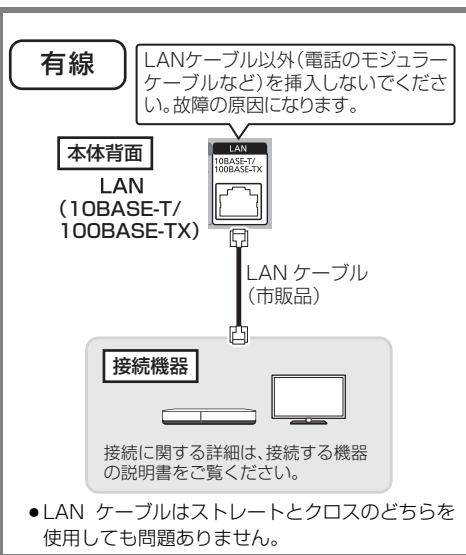 有線
LANケーブル以外(電話のモジュラー
ケーブルなど)を挿入しないでくださ
い。故障の原因になります。
本体背面
LAN
(10BASE-T/
100BASE-TX)
LAN
10BASE-T/
100BASE-TX
LAN ケーブル
(市販品)
接続機器
接続に関する詳細は、接続する機器
の説明書をご覧ください。
●LAN ケーブルはストレートとクロスのどちらを
使用しても問題ありません。